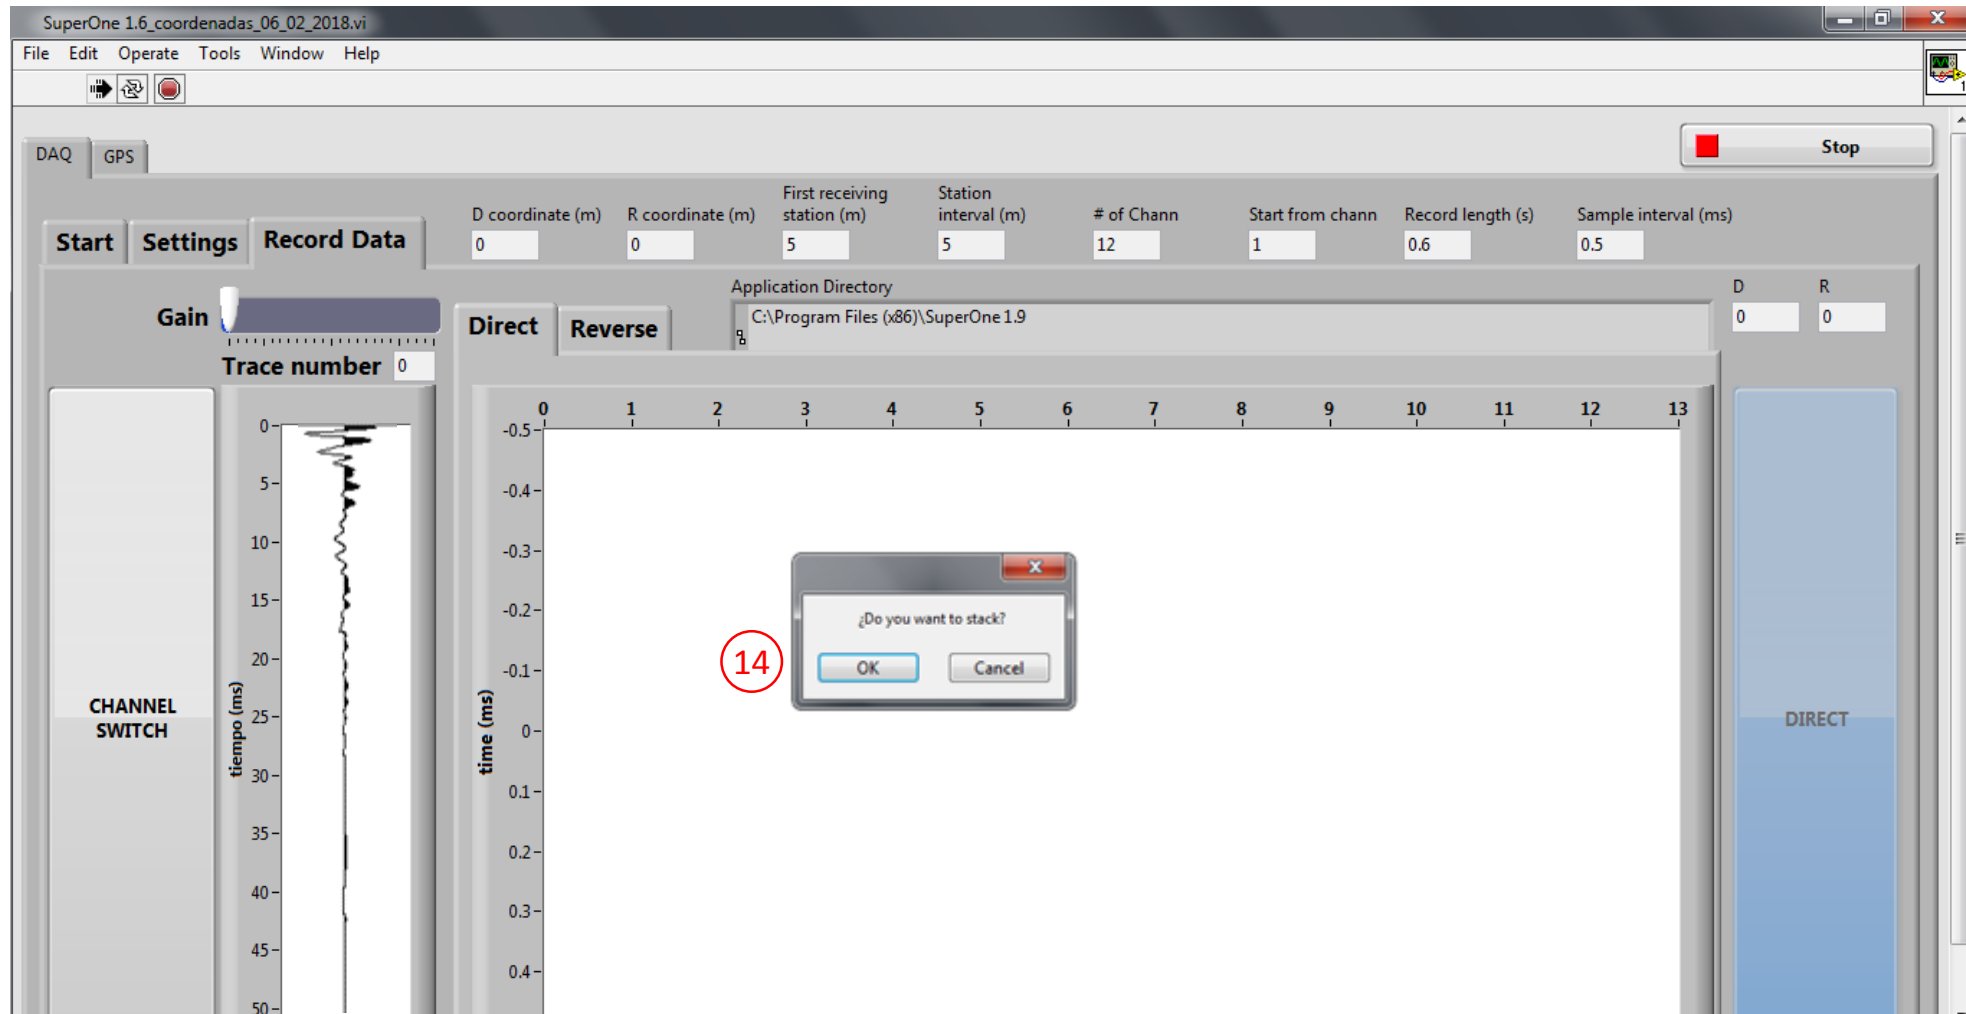 SuperOne 1.6_coordenadas_06_02_2018.vi
File Edit Operate Tools Window Help
1
DAQ GPS
Stop
Start Settings Record Data
D coordinate (m) R coordinate (m) First receiving station (m) Station interval (m) # of Chann Start from chann Record length (s) Sample interval (ms)
0 0 5 5 12 1 0.6 0.5
Gain
Trace number 0
Direct Reverse
Application Directory
C:\Program Files (x86)\SuperOne 1.9
D R
0 0
CHANNEL
SWITCH
tiempo (ms)
0
5
10
15
20
25
30
35
40
45
50
0 1 2 3 4 5 6 7 8 9 10 11 12 13
time (ms)
-0.5
-0.4
-0.3
-0.2
-0.1
0
0.1
0.2
0.3
0.4
14
¿Do you want to stack?
OK Cancel
DIRECT